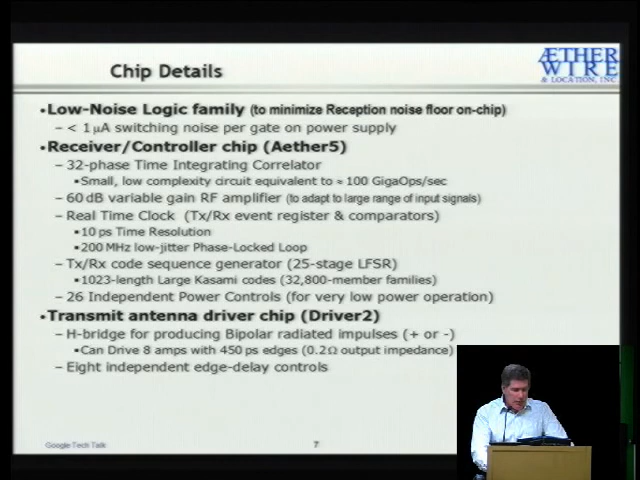 Chip Details
ÆTHER
WIRE
& LOCATION, INC
•Low-Noise Logic family (to minimize Reception noise floor on-chip)
– < 1 μA switching noise per gate on power supply
•Receiver/Controller chip (Aether5)
– 32-phase Time Integrating Correlator
•Small, low complexity circuit equivalent to ≈ 100 GigaOps/sec
– 60 dB variable gain RF amplifier (to adapt to large range of input signals)
– Real Time Clock (Tx/Rx event register & comparators)
•10 ps Time Resolution
•200 MHz low-jitter Phase-Locked Loop
– Tx/Rx code sequence generator (25-stage LFSR)
•1023-length Large Kasami codes (32,800-member families)
– 26 Independent Power Controls (for very low power operation)
•Transmit antenna driver chip (Driver2)
– H-bridge for producing Bipolar radiated impulses (+ or -)
•Can Drive 8 amps with 450 ps edges (0.2Ω output impedance)
– Eight independent edge-delay controls
Google Tech Talk
7